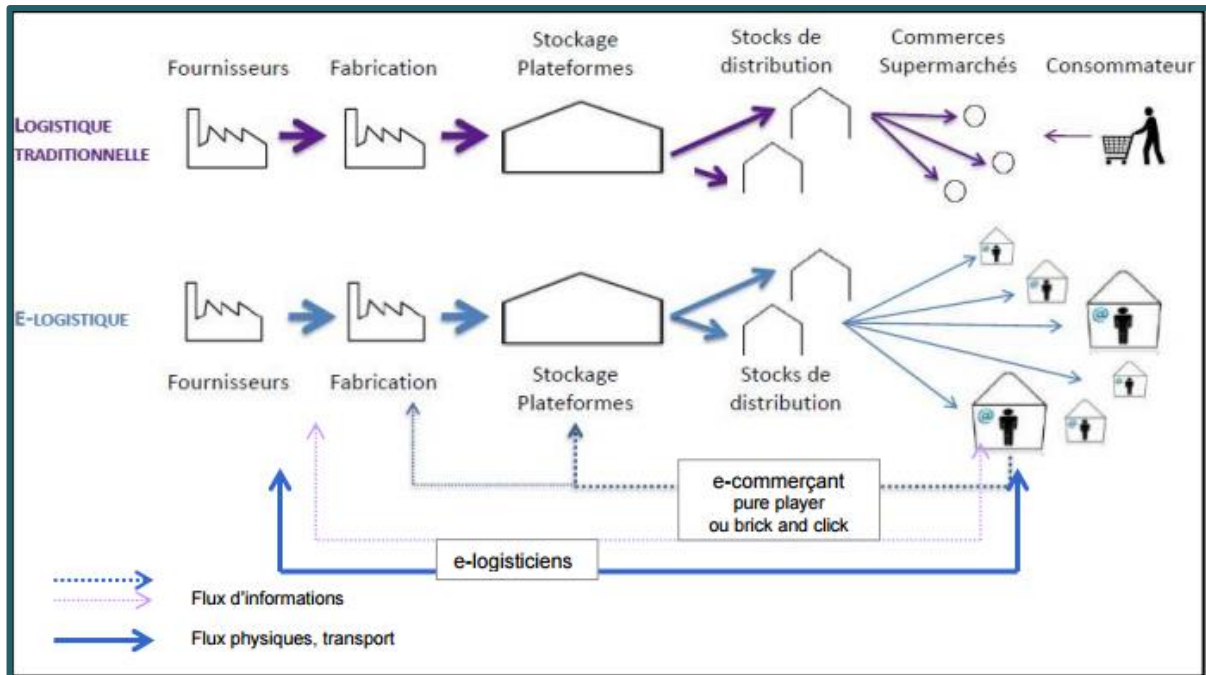 Stockage
Plateformes
Stocks de
distribution
Commerces
Supermarchés
Fournisseurs
Fabrication
Consommateur
LOGISTIQUE
TRADITIONNELLE
E-LOGISTIQUE
@
@
@
@
@
@
Fournisseurs
Fabrication
Stockage
Plateformes
Stocks de
distribution
e-commerçant
pure player
ou brick and click
e-logisticiens
Flux d'informations
Flux physiques, transport